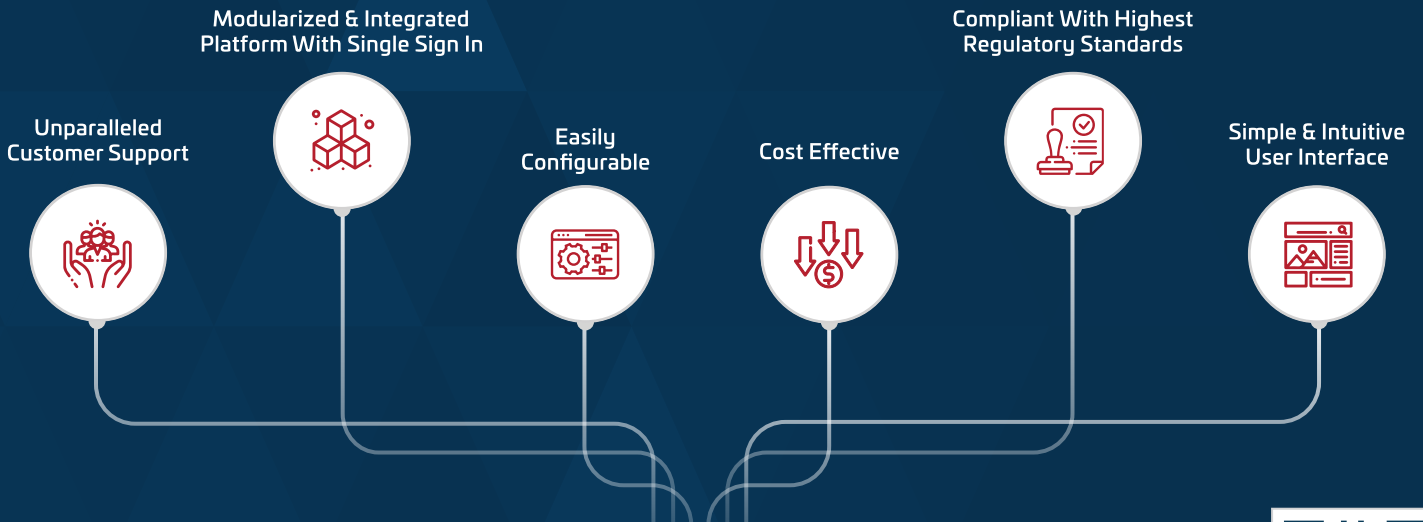 Modularized & Integrated
Platform With Single Sign In
Compliant With Highest
Regulatory Standards
Unparalleled
Customer Support
Easily
Configurable
Cost Effective
Simple & Intuitive
User Interface